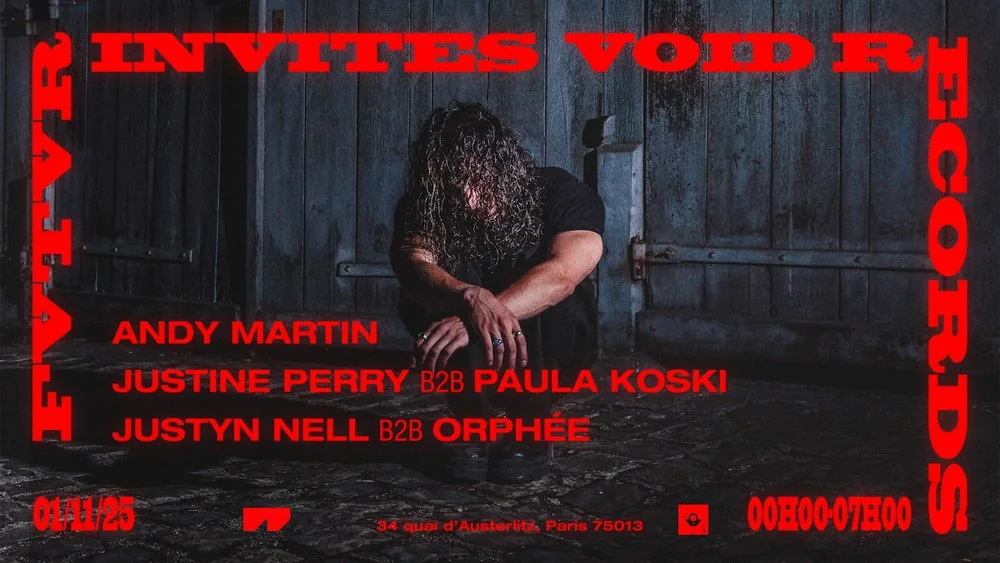 FVTVR
INVITES VOID RECORDS
ANDY MARTIN
JUSTINE PERRY B2B PAULA KOSKI
JUSTYN NELL B2B ORPHÉE
01/11/25
34 quai d'Austerlitz, Paris 75013
00H00-07H00